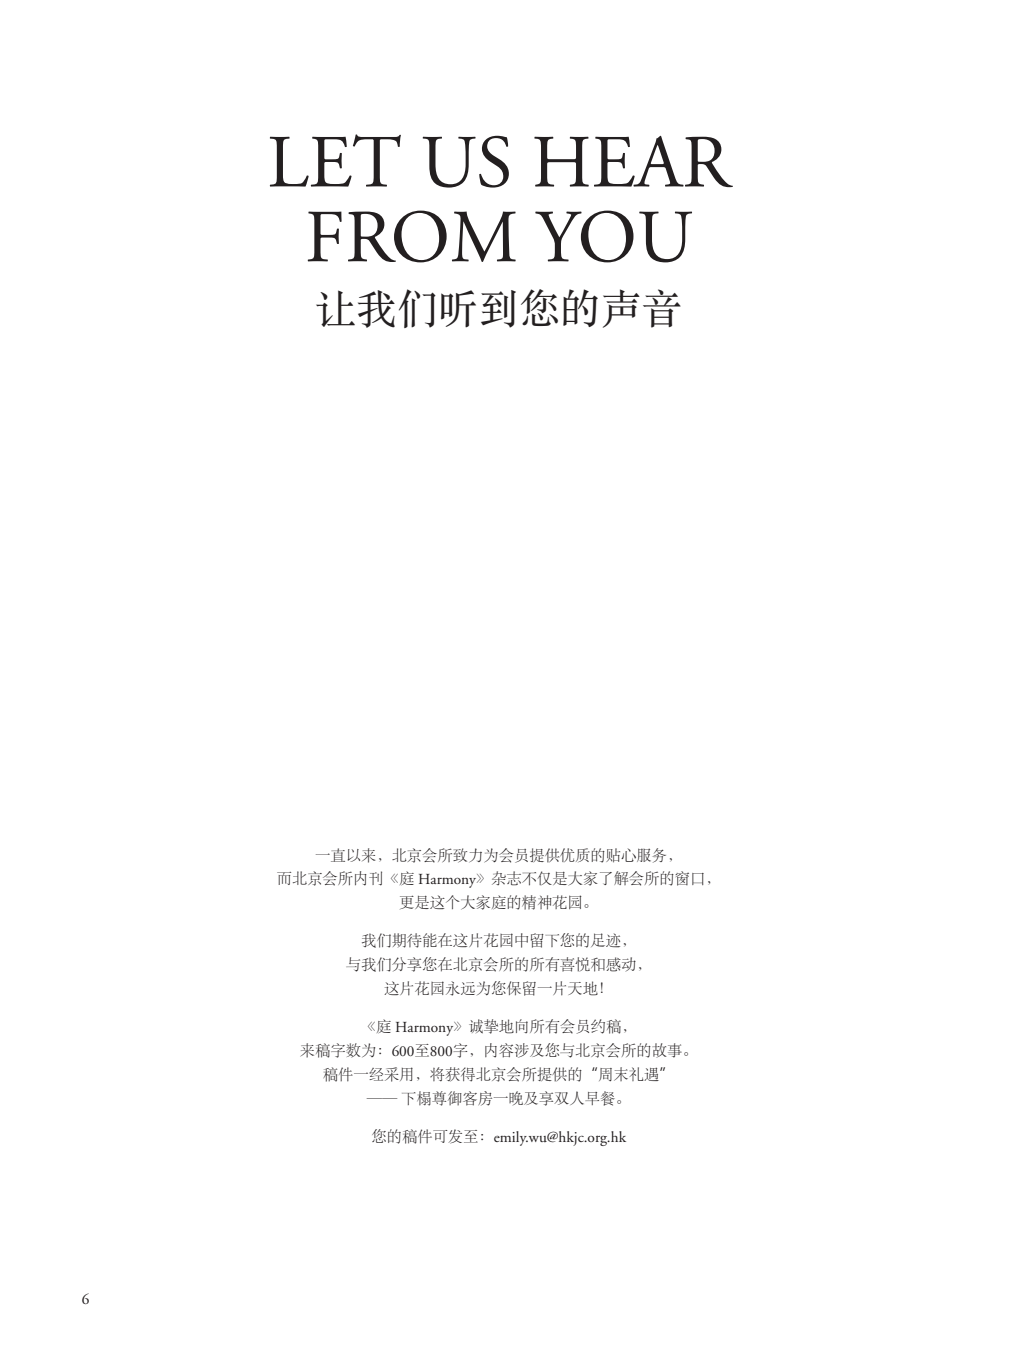 LET US HEAR
FROM YOU
让我们听到您的声音
一直以来，北京会所致力为会员提供优质的贴心服务，
而北京会所内刊《庭 Harmony》杂志不仅是大家了解会所的窗口，
更是这个大家庭的精神花园。
我们期待能在这片花园中留下您的足迹，
与我们分享您在北京会所的所有喜悦和感动，
这片花园永远为您保留一片天地！
《庭 Harmony》诚挚地向所有会员约稿，
来稿字数为：600至800字，内容涉及您与北京会所的故事。
稿件一经采用，将获得北京会所提供的“周末礼遇”
—— 下榻尊御客房一晚及享双人早餐。
您的稿件可发至：emily.wu@hkjc.org.hk
6